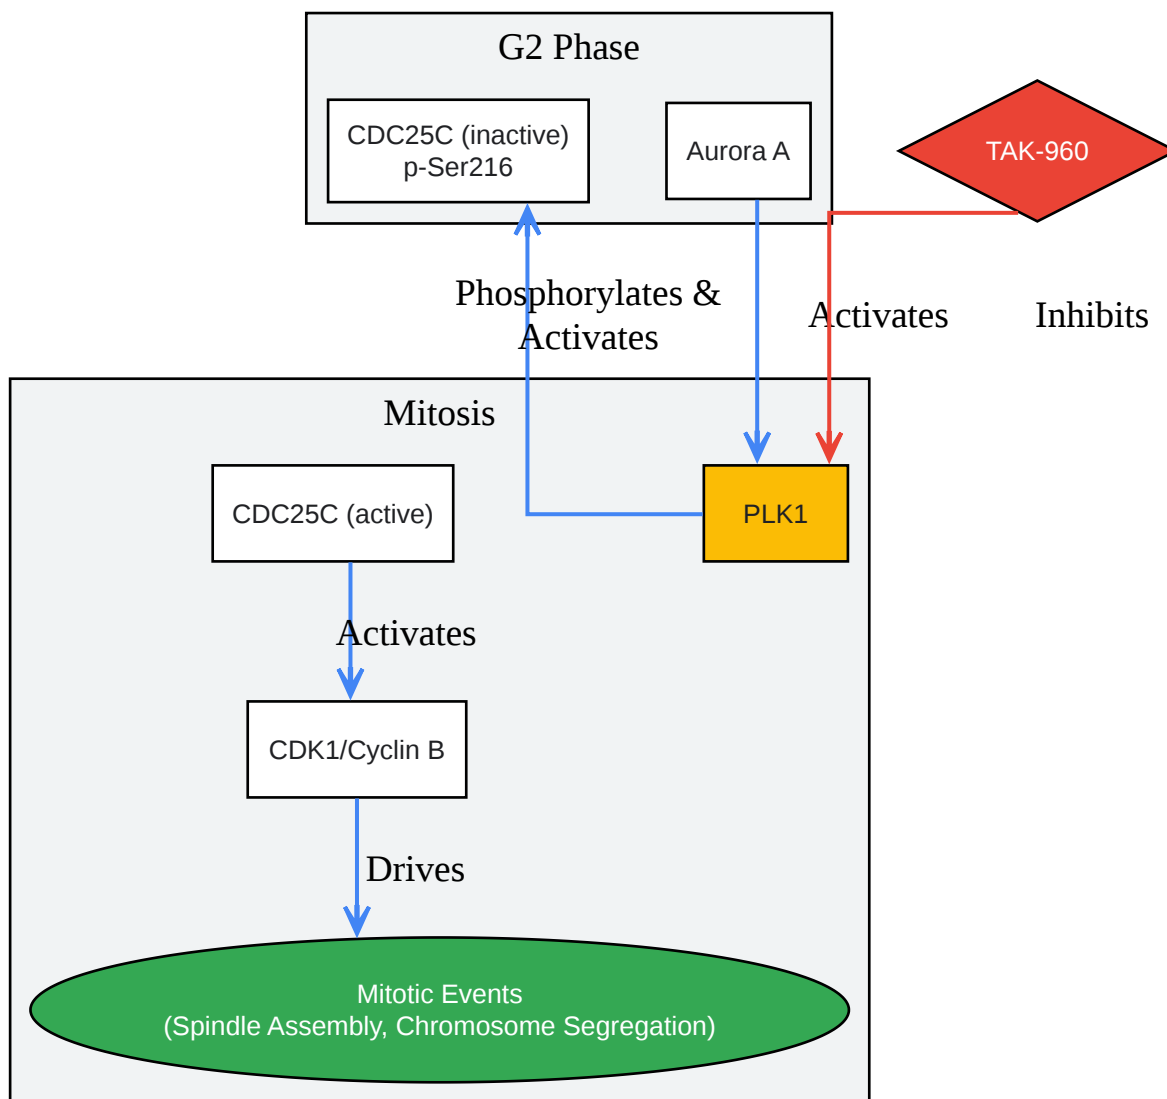 G2 Phase
CDC25C (inactive)
p-Ser216
Aurora A
TAK-960
Phosphorylates &
Activates
Activates
Inhibits
Mitosis
CDC25C (active)
PLK1
Activates
CDK1/Cyclin B
Drives
Mitotic Events
(Spindle Assembly, Chromosome Segregation)